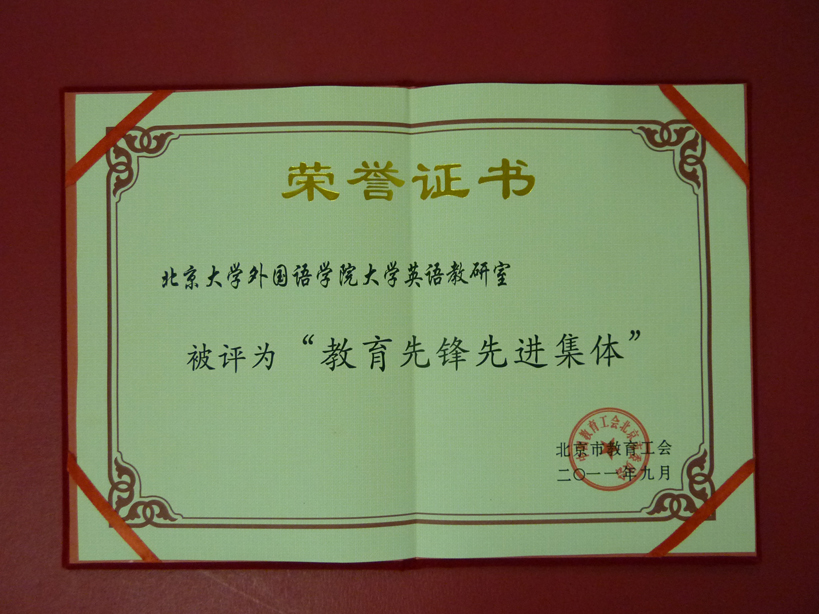 荣誉证书
北京大学外国语学院大学英语教研室
被评为“教育先锋先进集体”
北京市教育工会
二〇一一年九月